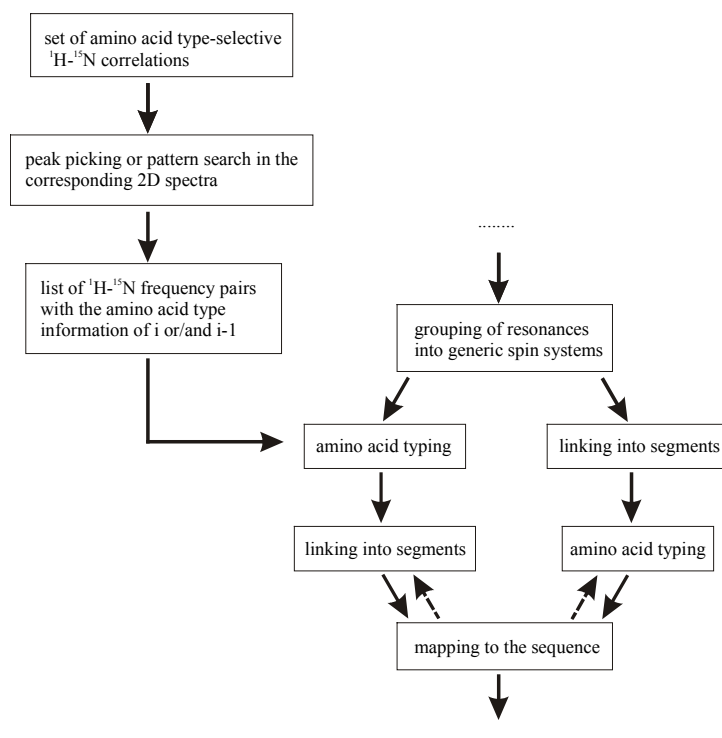 set of amino acid type-selective
¹H-¹⁵N correlations
peak picking or pattern search in the
corresponding 2D spectra
list of ¹H-¹⁵N frequency pairs
with the amino acid type
information of i or/and i-1
........
grouping of resonances
into generic spin systems
amino acid typing
linking into segments
linking into segments
amino acid typing
mapping to the sequence